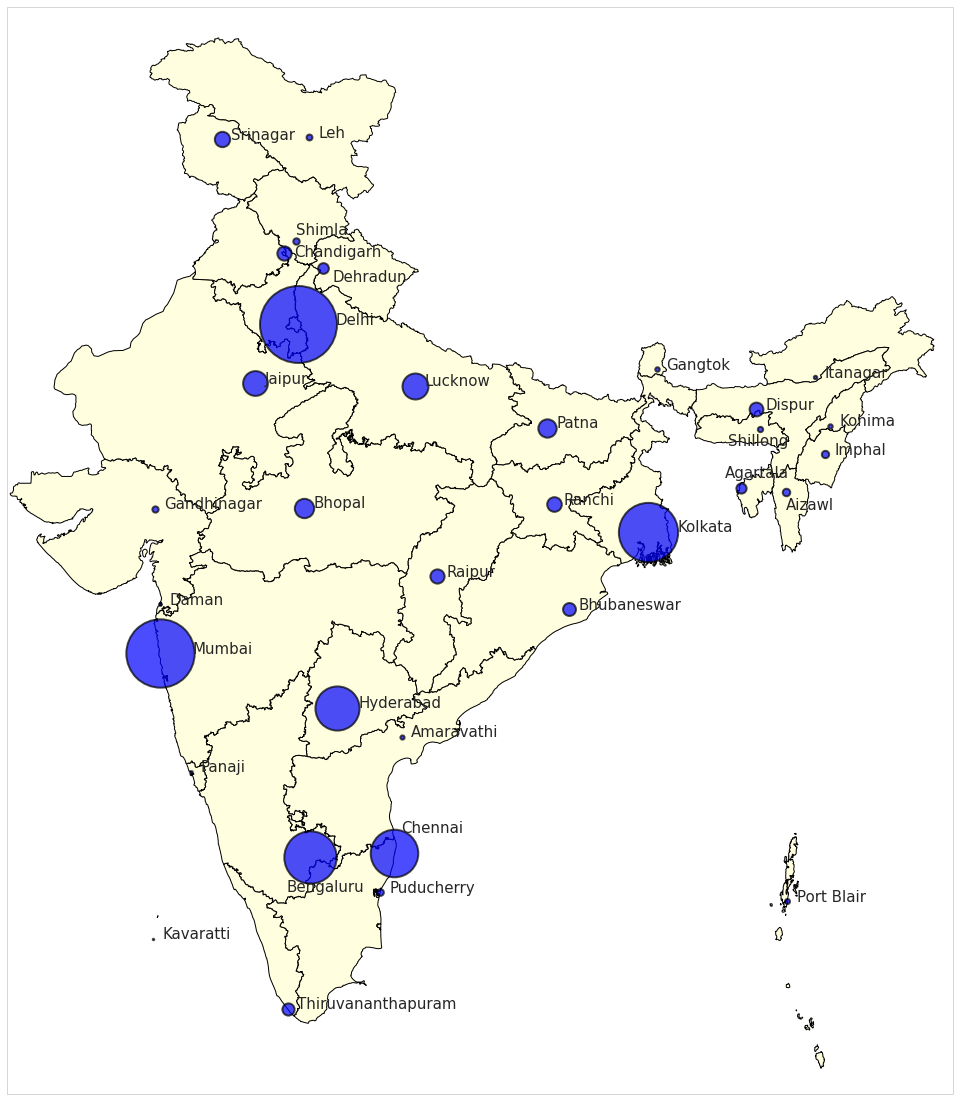 Srinagar
Leh
Shimla
Chandigarh
Dehradun
Delhi
Gangtok
Itanagar
Jaipur
Lucknow
Dispur
Patna
Kohima
Shillong
Imphal
Agartala
Gandhinagar
Bhopal
Ranchi
Aizawl
Kolkata
Raipur
Daman
Bhubaneswar
Mumbai
Hyderabad
Amaravathi
Panaji
Chennai
Bengaluru
Puducherry
Port Blair
Kavaratti
Thiruvananthapuram